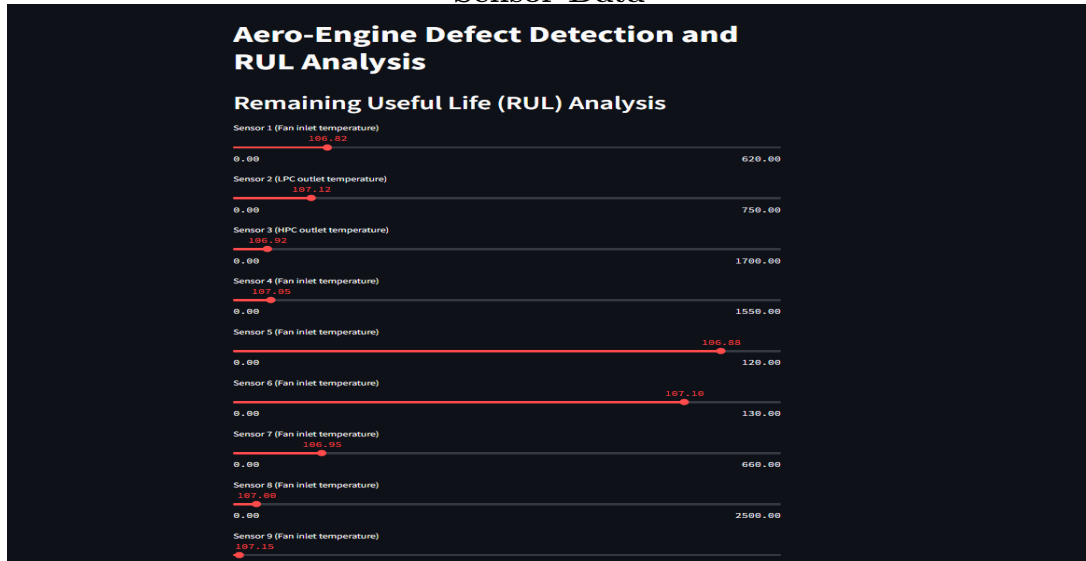 Sensor Data
Aero-Engine Defect Detection and
RUL Analysis
Remaining Useful Life (RUL) Analysis
Sensor 1 (Fan inlet temperature)
106.82
0.00 620.00
Sensor 2 (LPC outlet temperature)
107.12
0.00 750.00
Sensor 3 (HPC outlet temperature)
106.92
0.00 1700.00
Sensor 4 (Fan inlet temperature)
107.05
0.00 1550.00
Sensor 5 (Fan inlet temperature)
106.88
0.00 120.00
Sensor 6 (Fan inlet temperature)
107.10
0.00 130.00
Sensor 7 (Fan inlet temperature)
106.95
0.00 660.00
Sensor 8 (Fan inlet temperature)
107.00
0.00 2500.00
Sensor 9 (Fan inlet temperature)
107.15